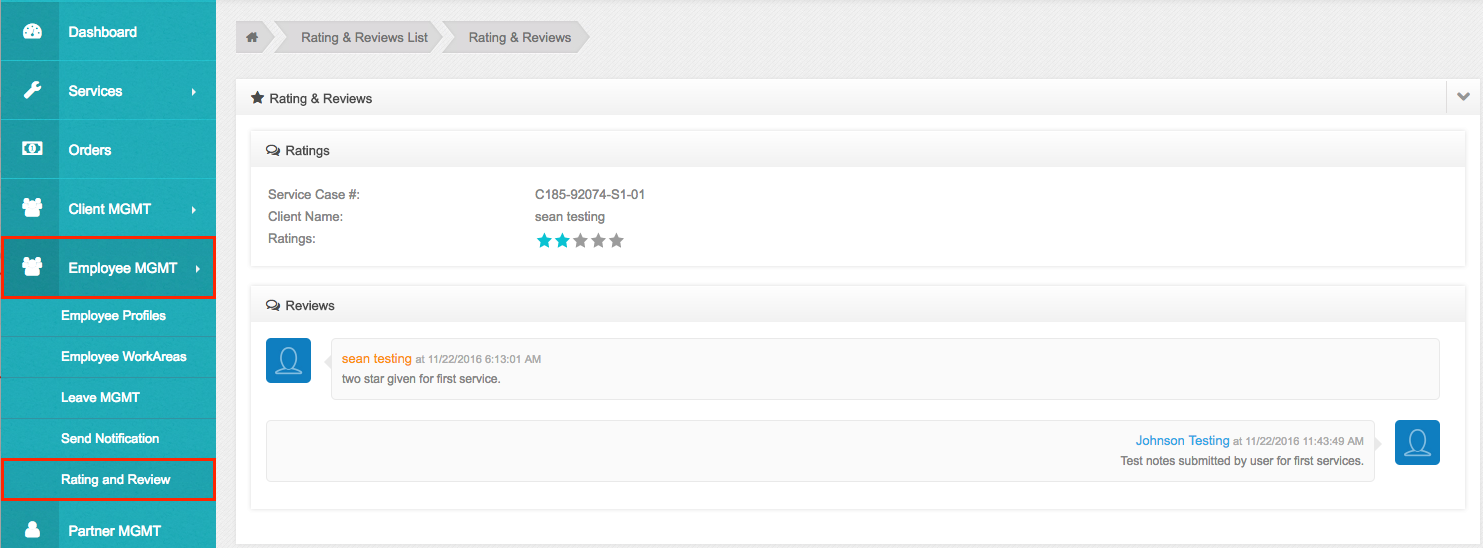 Dashboard
Services
Orders
Client MGMT
Employee MGMT
Employee Profiles
Employee WorkAreas
Leave MGMT
Send Notification
Rating and Review
Partner MGMT
Rating & Reviews List
Rating & Reviews
Rating & Reviews
Ratings
Service Case #: C185-92074-S1-01
Client Name: sean testing
Ratings:
Reviews
sean testing at 11/22/2016 6:13:01 AM
two star given for first service.
Johnson Testing at 11/22/2016 11:43:49 AM
Test notes submitted by user for first services.